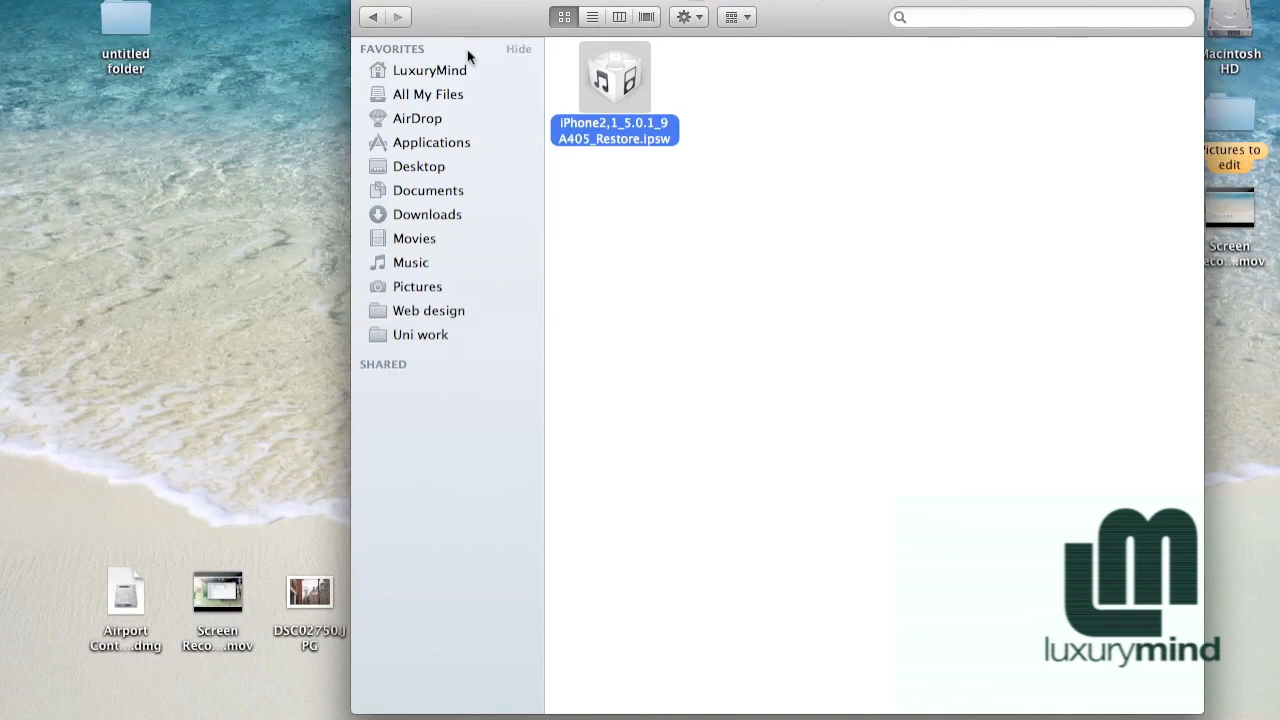 untitled
folder
FAVORITES
Hide
LuxuryMind
All My Files
AirDrop
Applications
Desktop
Documents
Downloads
Movies
Music
Pictures
Web design
Uni work
SHARED
iPhone2,1_5.0.1_9
A405_Restore.ipsw
Macintosh
HD
Pictures to
edit
Screen
Reco....mov
Airport
Cont....dmg
Screen
Reco....mov
DSC02750.J
PG
luxurymind